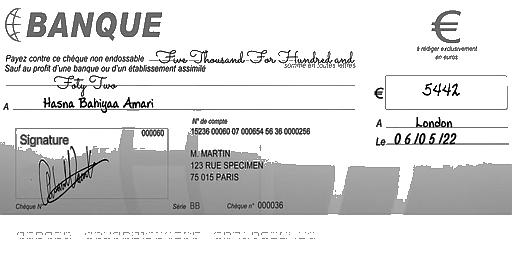 BANQUE
à rédiger exclusivement
en euros
Payez contre ce chèque non endossable Five Thousand For Hundred and
Sauf au profit d'une banque ou d'un établissement assimilé
somme en toutes lettres
Foty Two
€ 5442
A Hasna Bahiyaa Amari
A London
Le 06/05/22
Signature
000060
N° de compte
15236 00060 07 000654 56 36 0000256
M. MARTIN
123 RUE SPECIMEN
75 015 PARIS
Chèque N°
Série BB
Chèque n° 000036